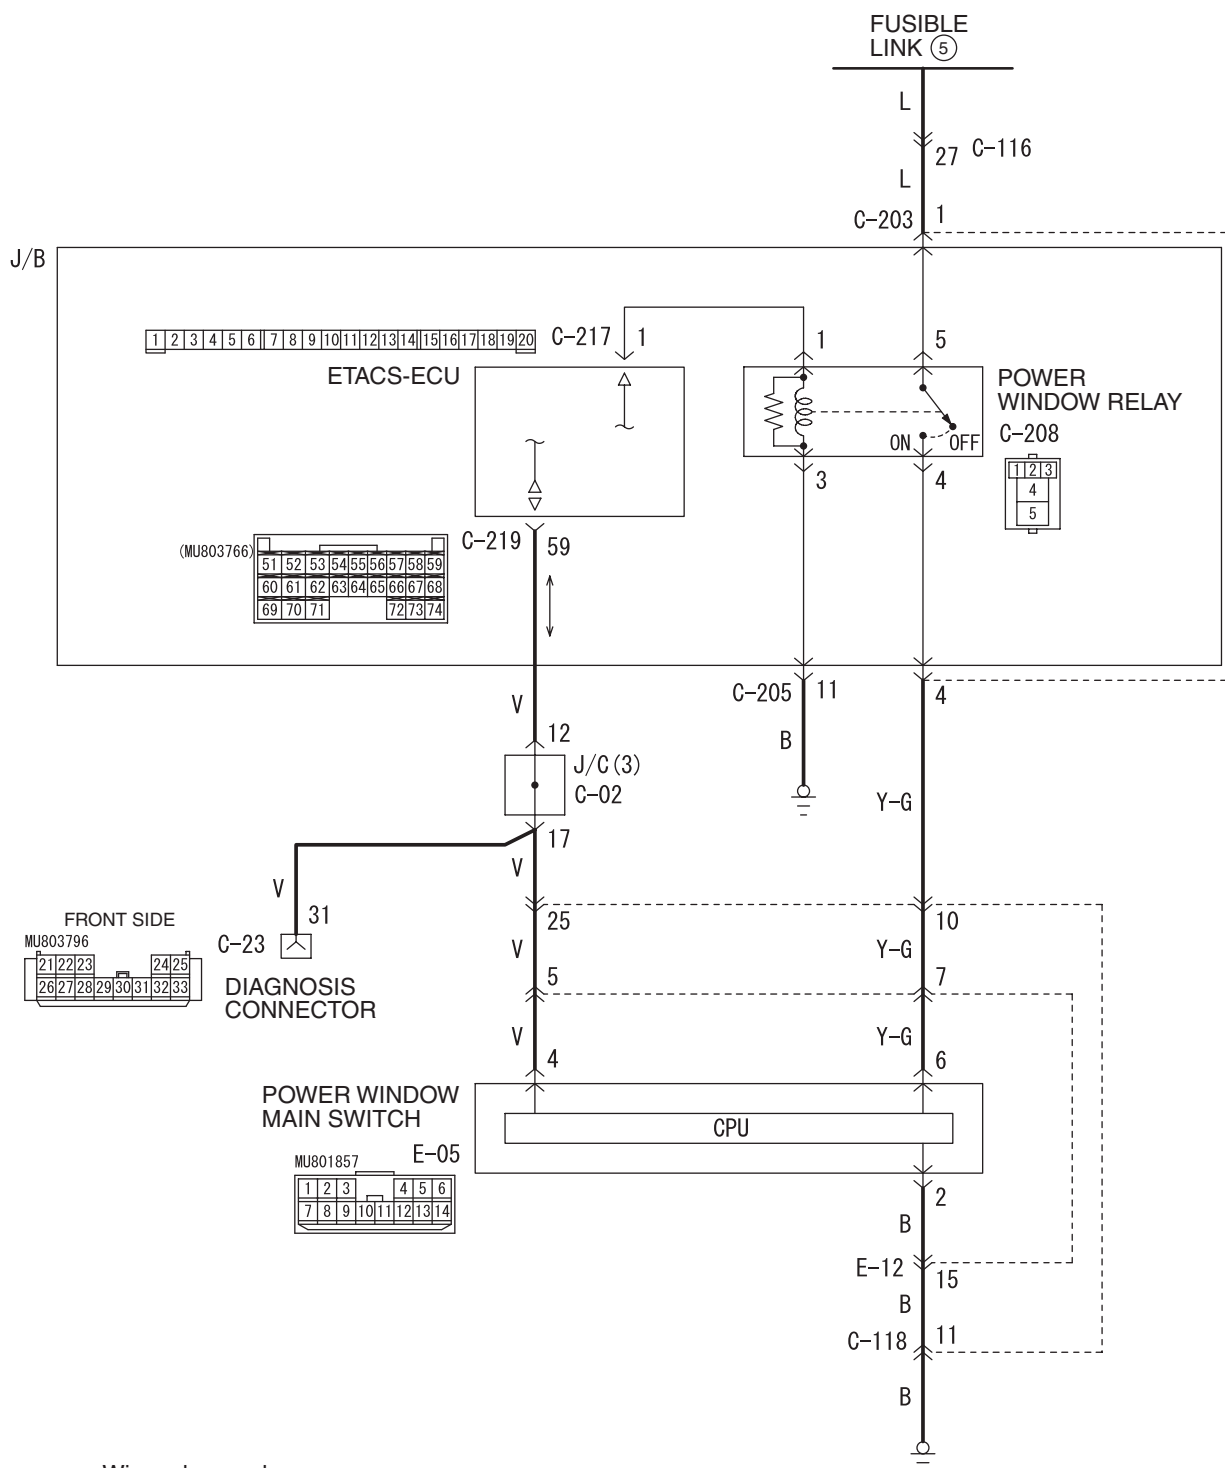 FUSIBLE
LINK 5
L
27 C-116
L
C-203 1
J/B
1 2 3 4 5 6 7 8 9 10 11 12 13 14 15 16 17 18 19 20
C-217 1
1
5
ETACS-ECU
POWER
WINDOW RELAY
C-208
ON OFF
1 2 3
4
5
3
4
C-219 59
(MU803766)
51 52 53 54 55 56 57 58 59
60 61 62 63 64 65 66 67 68
69 70 71 72 73 74
C-205 11
4
V
12
B
J/C(3)
C-02
Y-G
17
V
V
31
25
10
FRONT SIDE
MU803796
21 22 23 24 25
26 27 28 29 30 31 32 33
C-23
DIAGNOSIS
CONNECTOR
V
Y-G
5
7
V
Y-G
4
6
POWER WINDOW
MAIN SWITCH
E-05
CPU
MU801857
1 2 3 4 5 6
7 8 9 10 11 12 13 14
2
B
E-12
15
B
C-118
11
B